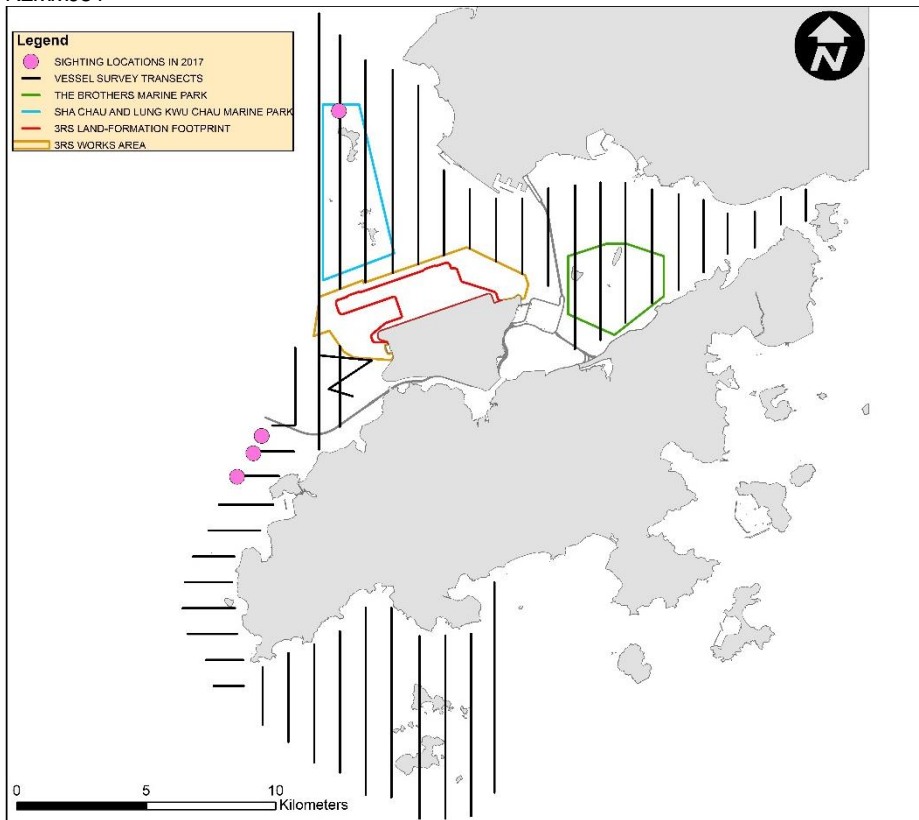 Legend
SIGHTING LOCATIONS IN 2017
VESSEL SURVEY TRANSECTS
THE BROTHERS MARINE PARK
SHA CHAU AND LUNG KWU CHAU MARINE PARK
3RS LAND-FORMATION FOOTPRINT
3RS WORKS AREA
N
0 5 10
Kilometers